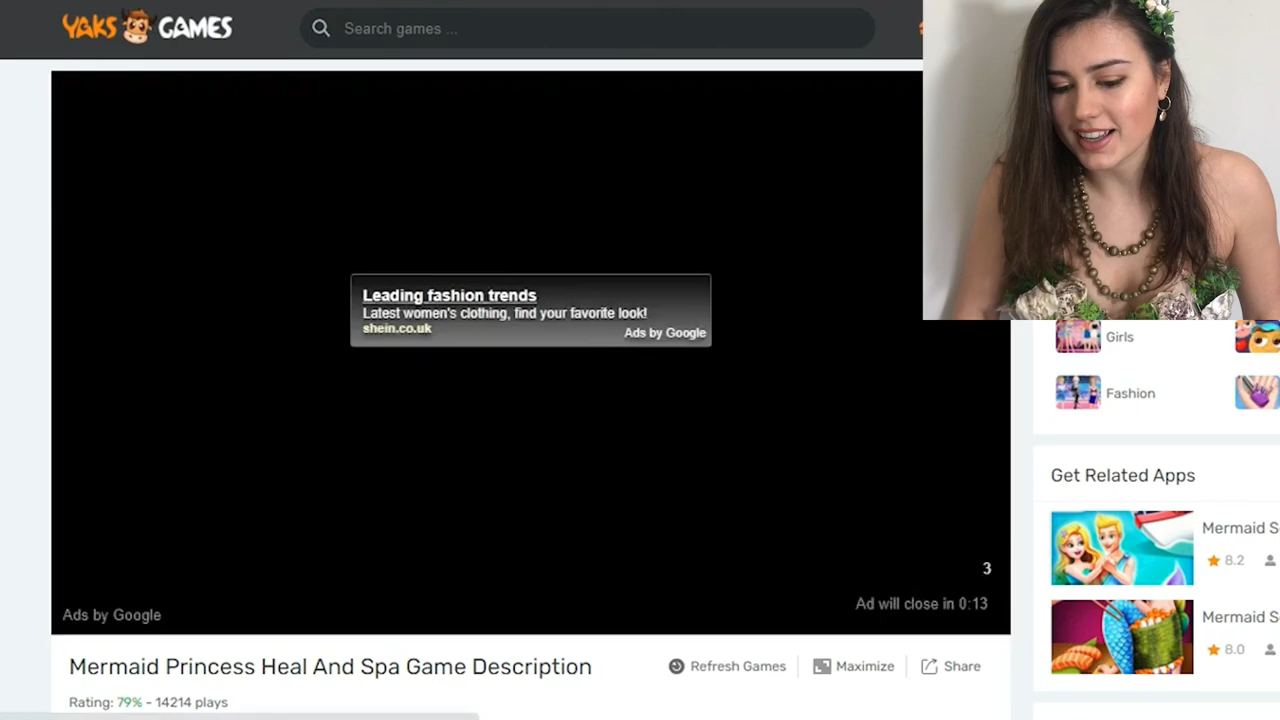 YAKS GAMES
Search games ...
Leading fashion trends
Latest women's clothing, find your favorite look!
shein.co.uk
Ads by Google
3
Ad will close in 0:13
Ads by Google
Mermaid Princess Heal And Spa Game Description
Refresh Games
Maximize
Share
Rating: 79% - 14214 plays
Girls
Fashion
Get Related Apps
Mermaid S
8.2
Mermaid S
8.0